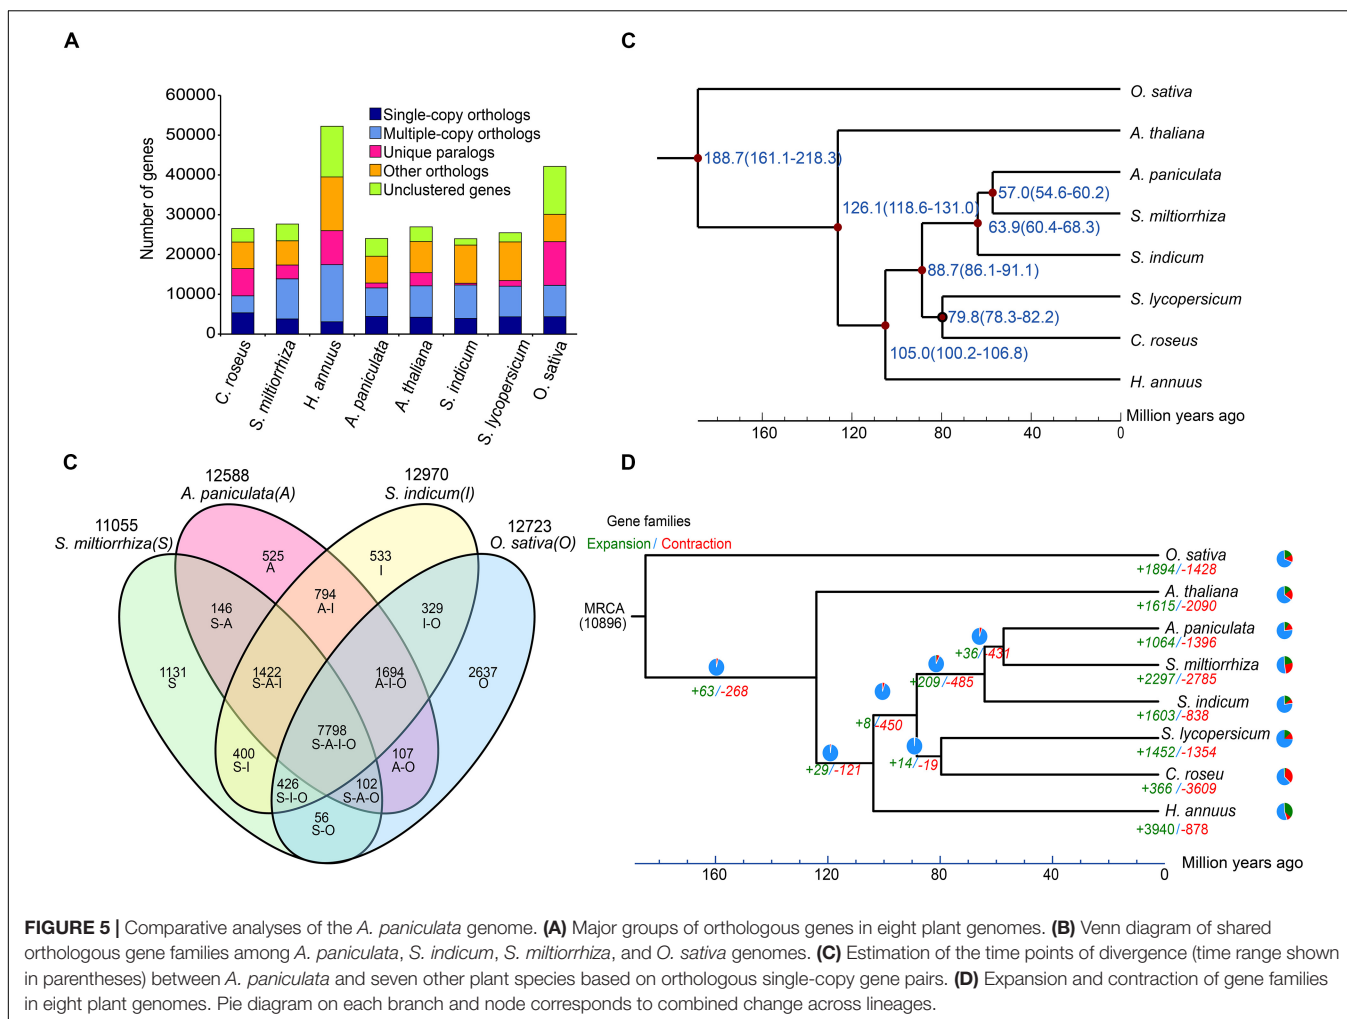 A
Number of genes
60000
50000
40000
30000
20000
10000
0
Single-copy orthologs
Multiple-copy orthologs
Unique paralogs
Other orthologs
Unclustered genes
C. roseus
S. miltiorrhiza
H. annuus
A. paniculata
A. thaliana
S. indicum
S. lycopersicum
O. sativa
C
O. sativa
A. thaliana
A. paniculata
S. miltiorrhiza
S. indicum
S. lycopersicum
C. roseus
H. annuus
188.7(161.1-218.3)
126.1(118.6-131.0)
57.0(54.6-60.2)
63.9(60.4-68.3)
88.7(86.1-91.1)
79.8(78.3-82.2)
105.0(100.2-106.8)
Million years ago
160 120 80 40 0
C
12588
A. paniculata(A)
12970
S. indicum(I)
11055
S. miltiorrhiza(S)
12723
O. sativa(O)
525
A
533
I
794
A-I
146
S-A
329
I-O
1131
S
1422
S-A-I
1694
A-I-O
2637
O
7798
S-A-I-O
400
S-I
107
A-O
426
S-I-O
102
S-A-O
56
S-O
D
Gene families
Expansion / Contraction
MRCA
(10896)
O. sativa
+1894/-1428
A. thaliana
+1615/-2090
A. paniculata
+1064/-1396
S. miltiorrhiza
+2297/-2785
S. indicum
+1603/-838
S. lycopersicum
+1452/-1354
C. roseu
+366 /-3609
H. annuus
+3940/-878
+63/-268
+36/-431
+209/-485
+8/-450
+14/-19
+29/-121
Million years ago
160 120 80 40 0
FIGURE 5 | Comparative analyses of the A. paniculata genome. (A) Major groups of orthologous genes in eight plant genomes. (B) Venn diagram of shared
orthologous gene families among A. paniculata, S. indicum, S. miltiorrhiza, and O. sativa genomes. (C) Estimation of the time points of divergence (time range shown
in parentheses) between A. paniculata and seven other plant species based on orthologous single-copy gene pairs. (D) Expansion and contraction of gene families
in eight plant genomes. Pie diagram on each branch and node corresponds to combined change across lineages.